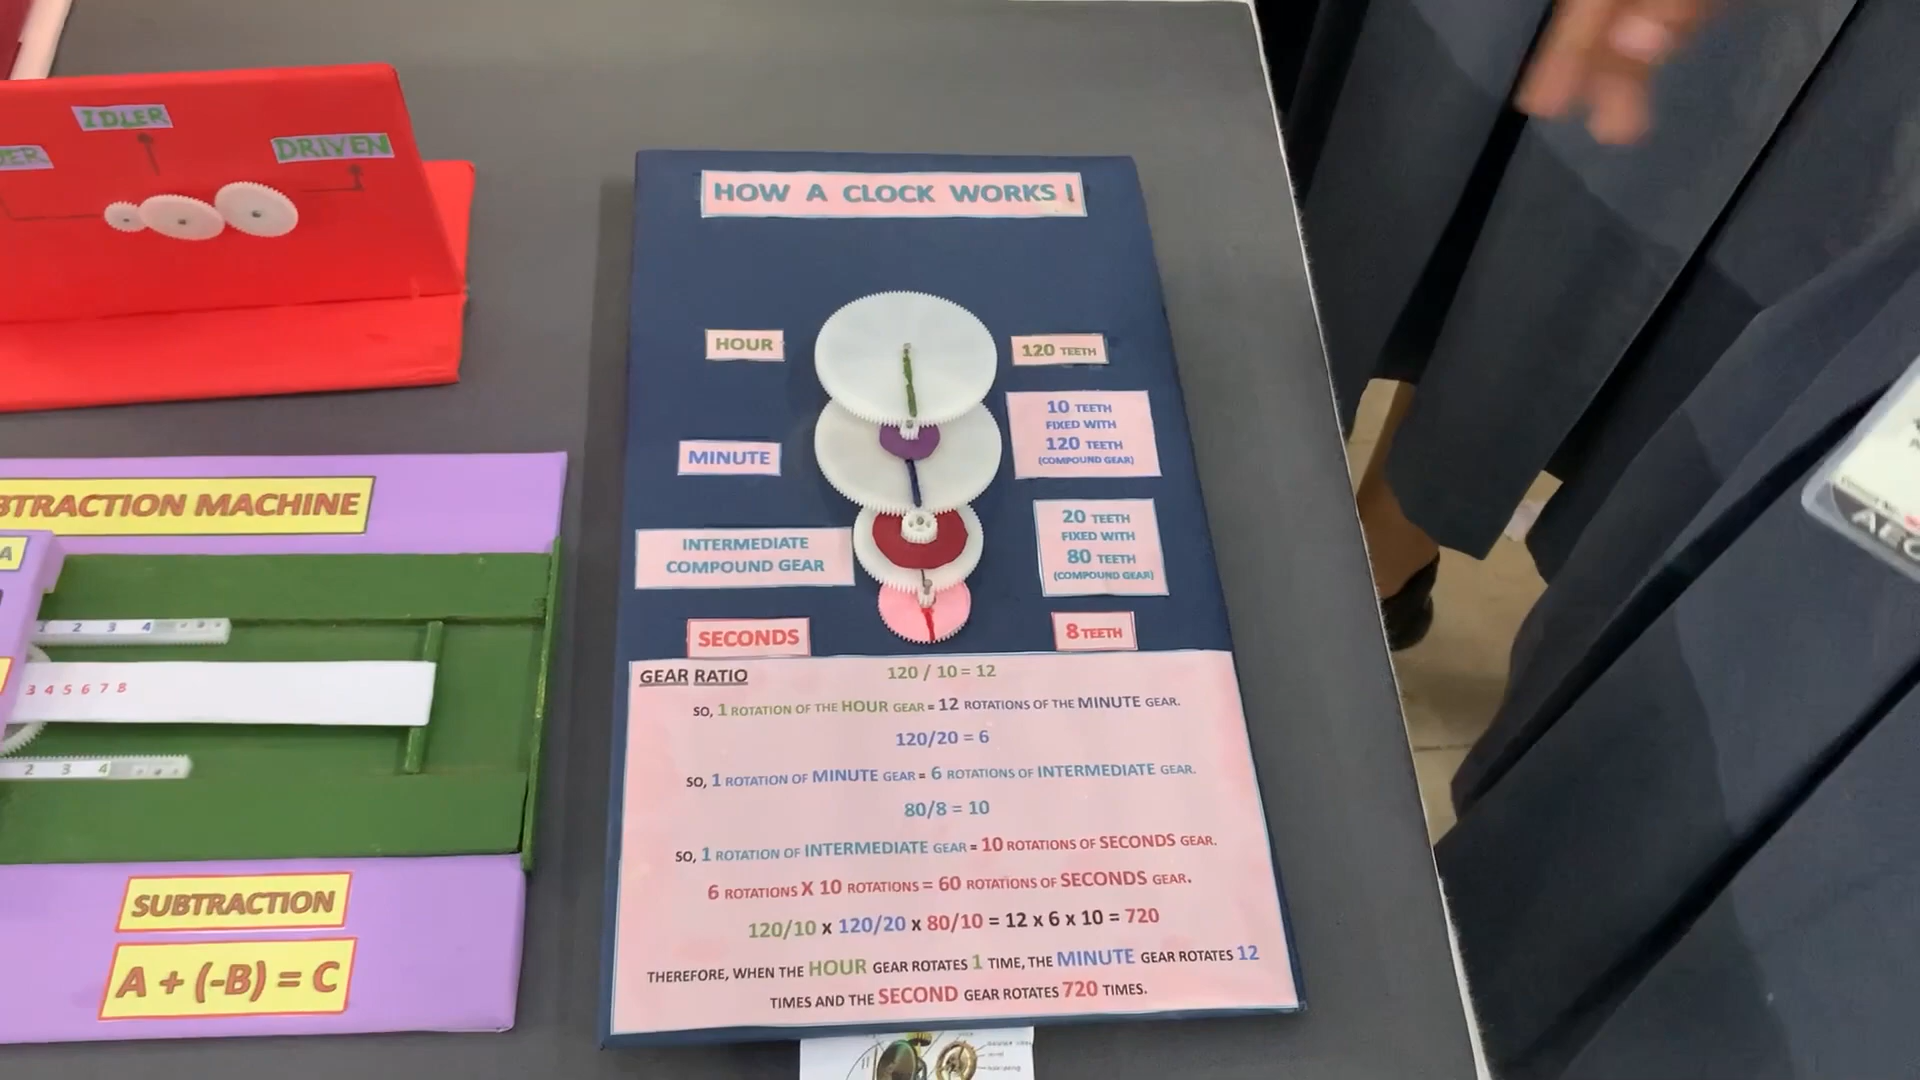 IDLER
DRIVEN
HOW A CLOCK WORKS !
HOUR
120 TEETH
MINUTE
10 TEETH
FIXED WITH
120 TEETH
(COMPOUND GEAR)
INTERMEDIATE
COMPOUND GEAR
20 TEETH
FIXED WITH
80 TEETH
(COMPOUND GEAR)
SECONDS
8 TEETH
GEAR RATIO
120 / 10 = 12
SO, 1 ROTATION OF THE HOUR GEAR = 12 ROTATIONS OF THE MINUTE GEAR.
120/20 = 6
SO, 1 ROTATION OF MINUTE GEAR = 6 ROTATIONS OF INTERMEDIATE GEAR.
80/8 = 10
SO, 1 ROTATION OF INTERMEDIATE GEAR = 10 ROTATIONS OF SECONDS GEAR.
6 ROTATIONS X 10 ROTATIONS = 60 ROTATIONS OF SECONDS GEAR.
120/10 x 120/20 x 80/10 = 12 x 6 x 10 = 720
THEREFORE, WHEN THE HOUR GEAR ROTATES 1 TIME, THE MINUTE GEAR ROTATES 12
TIMES AND THE SECOND GEAR ROTATES 720 TIMES.
BTRACTION MACHINE
A
1 2 3 4
3 4 5 6 7 8
2 3 4
SUBTRACTION
A + (-B) = C